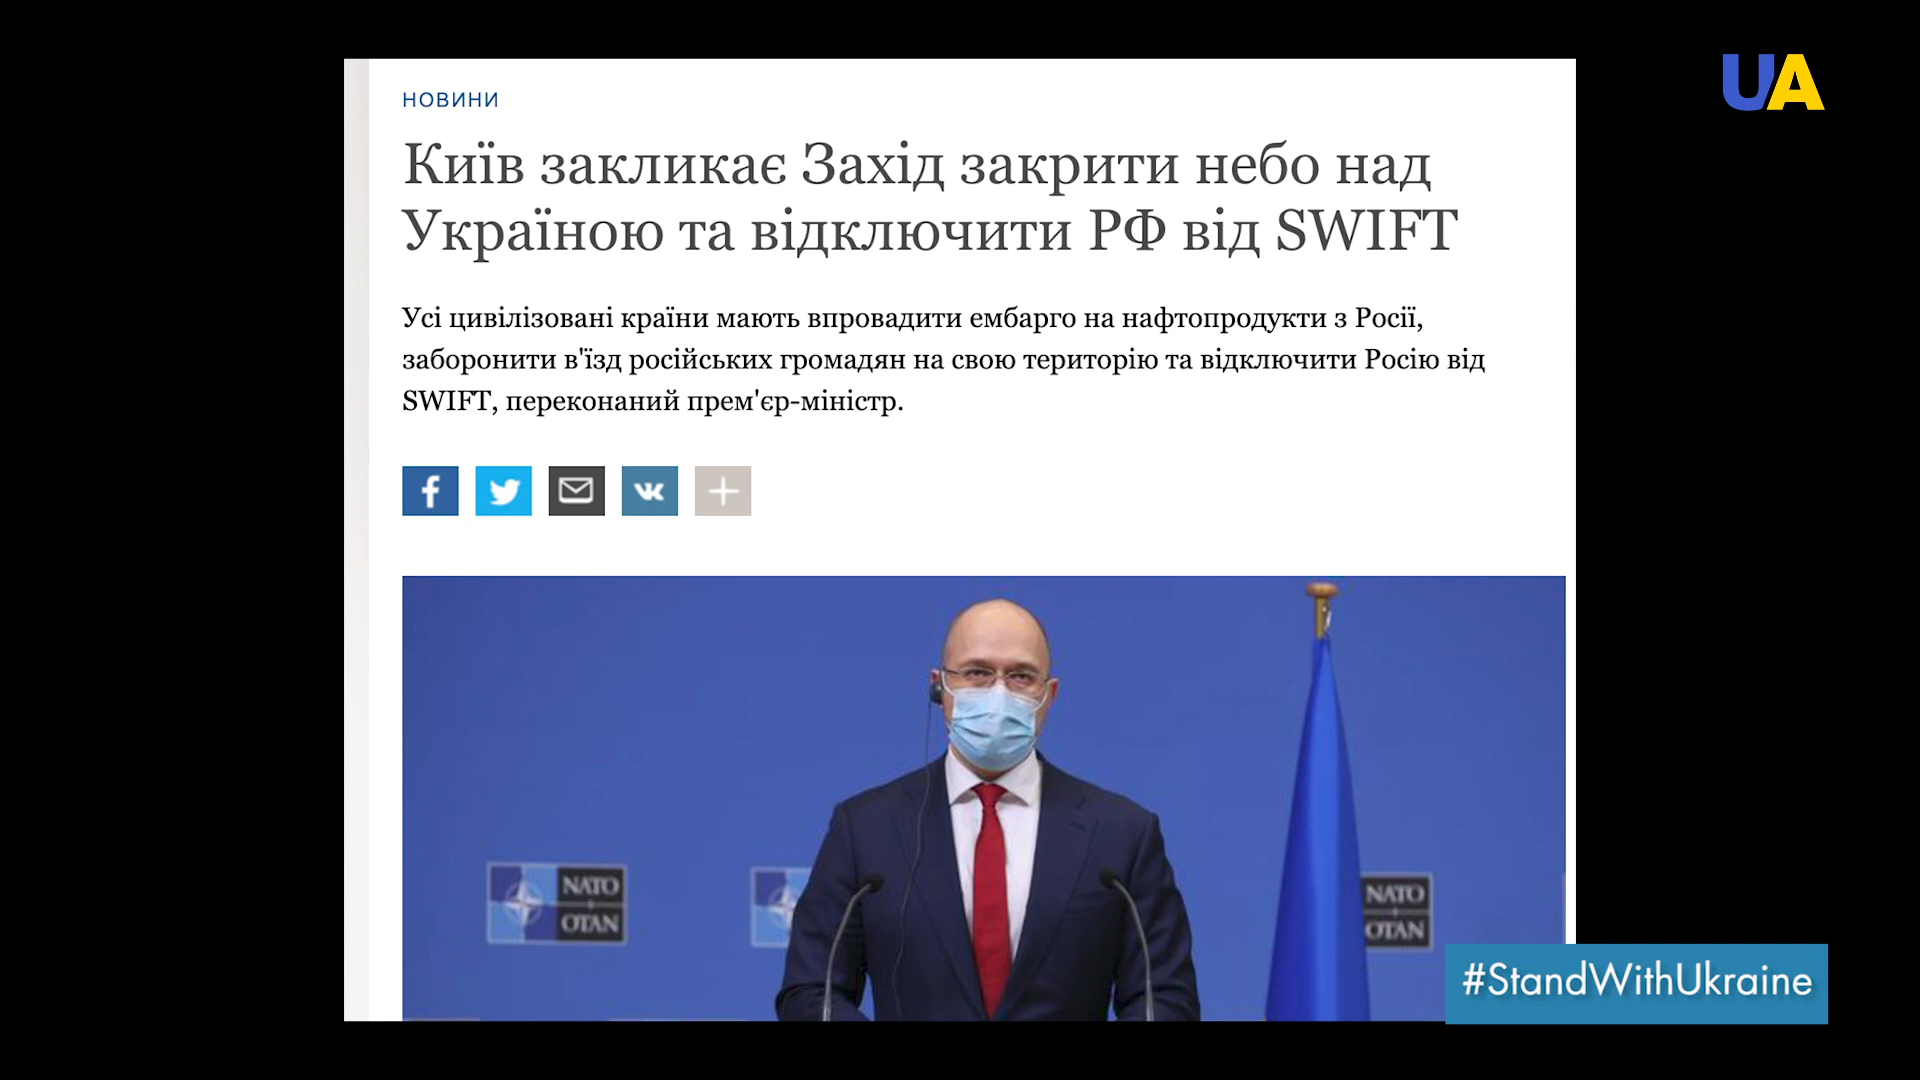 UA
НОВИНИ
Київ закликає Захід закрити небо над
Україною та відключити РФ від SWIFT
Усі цивілізовані країни мають впровадити ембарго на нафтопродукти з Росії,
заборонити в'їзд російських громадян на свою територію та відключити Росію від
SWIFT, переконаний прем'єр-міністр.
NATO
OTAN
NATO
OTAN
#StandWithUkraine